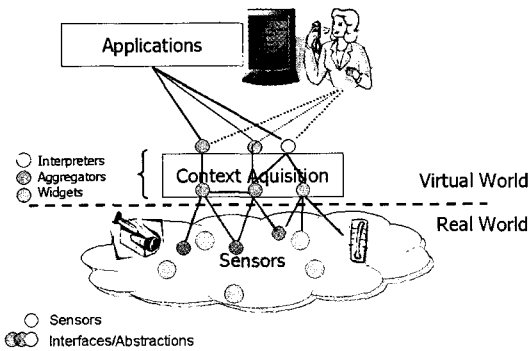 Applications
Interpreters
Aggregators
Widgets
Context Aquisition
Virtual World
Real World
Sensors
Sensors
Interfaces/Abstractions